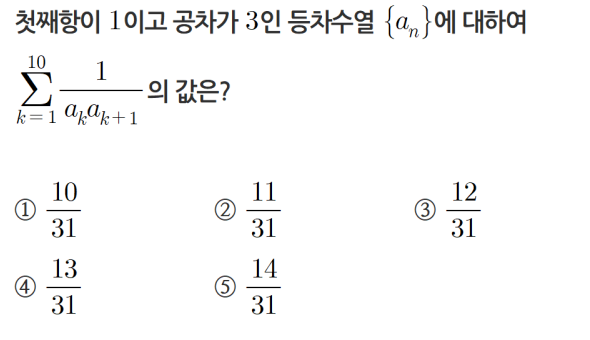 첫째항이 1이고 공차가 3인 등차수열 {aₙ}에 대하여
$\sum_{k=1}^{10} \frac{1}{a_k a_{k+1}}$의 값은?
① $\frac{10}{31}$ ② $\frac{11}{31}$ ③ $\frac{12}{31}$
④ $\frac{13}{31}$ ⑤ $\frac{14}{31}$